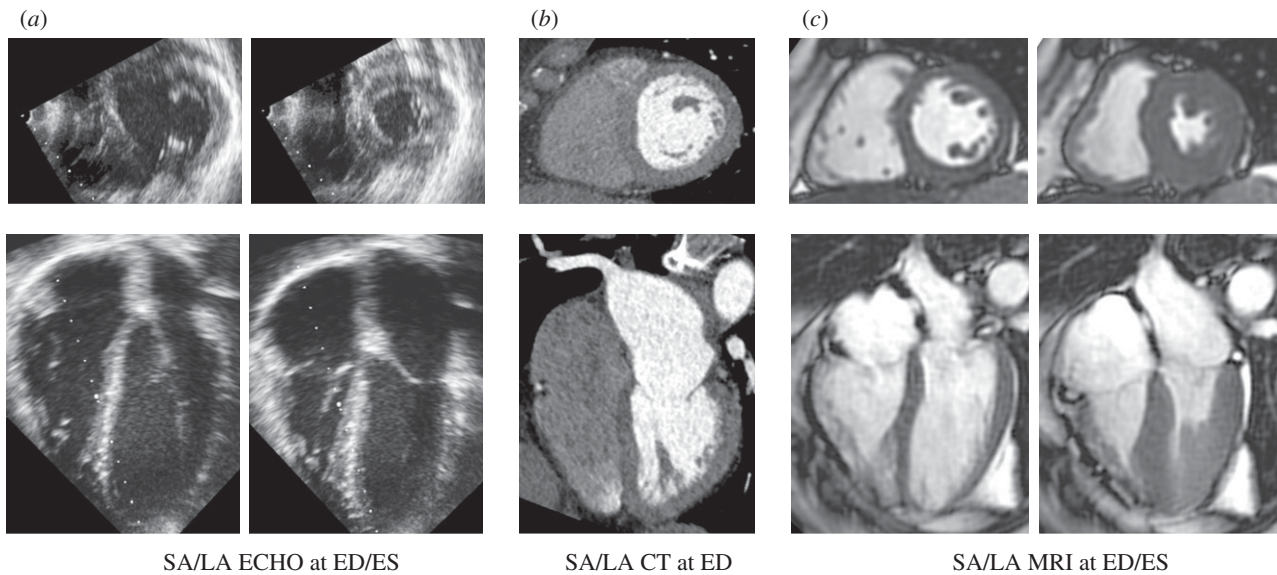 (a) (b) (c)
SA/LA ECHO at ED/ES SA/LA CT at ED SA/LA MRI at ED/ES